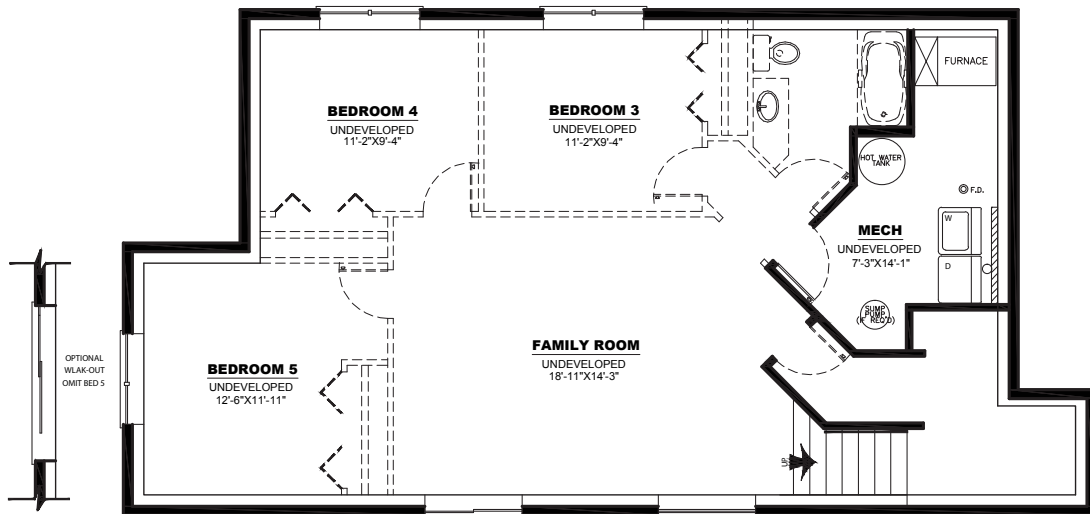 BEDROOM 4
UNDEVELOPED
11'-2"X9'-4"
BEDROOM 3
UNDEVELOPED
11'-2"X9'-4"
FURNACE
HOT WATER
TANK
F.D.
W
D
MECH
UNDEVELOPED
7'-3"X14'-1"
SUMP
PUMP
(IF REQ'D)
OPTIONAL
WLAK-OUT
OMIT BED 5
BEDROOM 5
UNDEVELOPED
12'-6"X11'-11"
FAMILY ROOM
UNDEVELOPED
18'-11"X14'-3"
UP